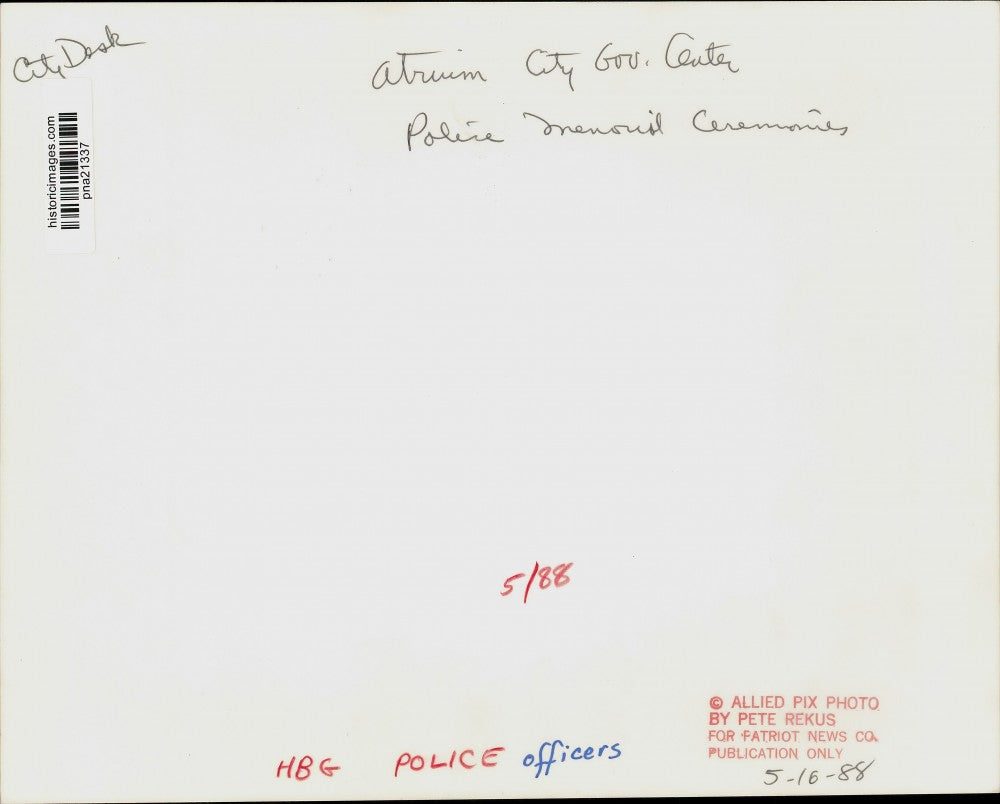 City Desk
Atruim City Gov. Center
Police Memorial Ceremonies
historicimages.com
pna21337
5/88
© ALLIED PIX PHOTO
BY PETE REKUS
FOR PATRIOT NEWS CO.
PUBLICATION ONLY
5-16-88
HBG POLICE officers